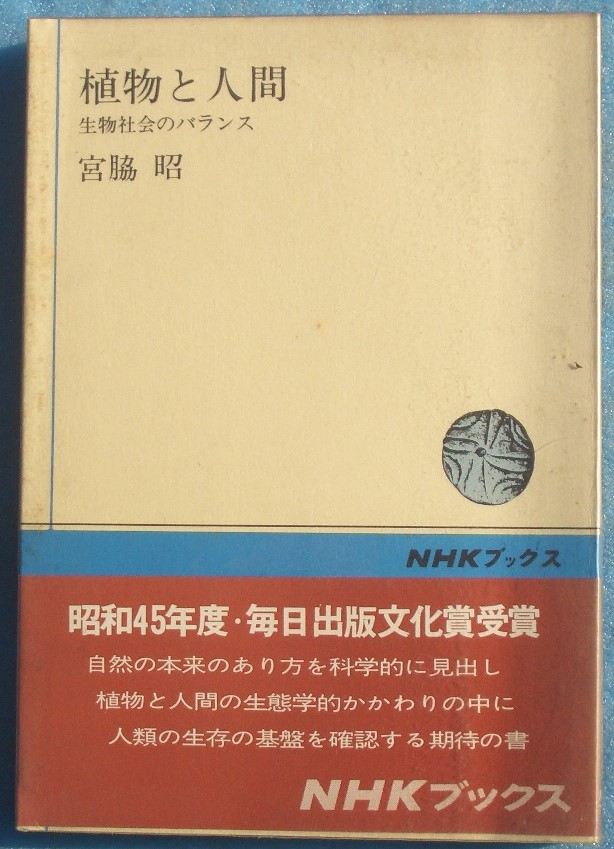 植物と人間
生物社会のバランス
宮脇 昭
NHKブックス
昭和45年度・毎日出版文化賞受賞
自然の本来のあり方を科学的に見出し
植物と人間の生態学的かかわりの中に
人類の生存の基盤を確認する期待の書
NHKブックス